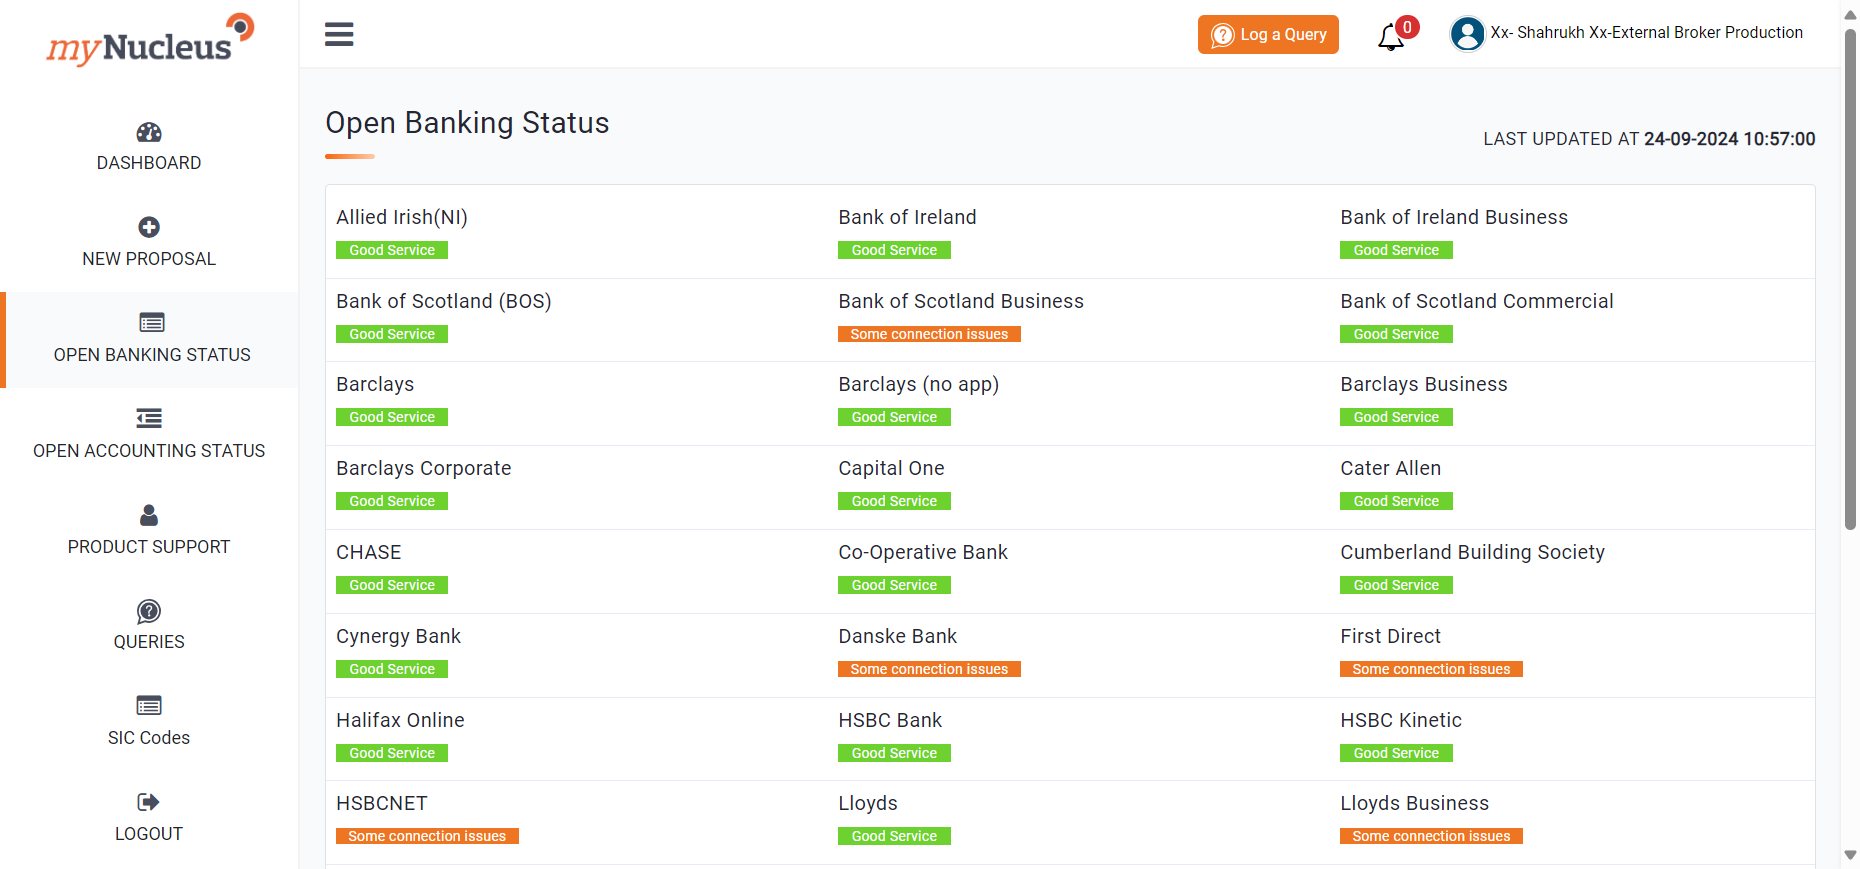 myNucleus
Log a Query
0
Xx- Shahrukh Xx-External Broker Production
DASHBOARD
NEW PROPOSAL
OPEN BANKING STATUS
OPEN ACCOUNTING STATUS
PRODUCT SUPPORT
QUERIES
SIC Codes
LOGOUT
Open Banking Status
LAST UPDATED AT 24-09-2024 10:57:00
Allied Irish(NI)
Good Service
Bank of Ireland
Good Service
Bank of Ireland Business
Good Service
Bank of Scotland (BOS)
Good Service
Bank of Scotland Business
Some connection issues
Bank of Scotland Commercial
Good Service
Barclays
Good Service
Barclays (no app)
Good Service
Barclays Business
Good Service
Barclays Corporate
Good Service
Capital One
Good Service
Cater Allen
Good Service
CHASE
Good Service
Co-Operative Bank
Good Service
Cumberland Building Society
Good Service
Cynergy Bank
Good Service
Danske Bank
Some connection issues
First Direct
Some connection issues
Halifax Online
Good Service
HSBC Bank
Good Service
HSBC Kinetic
Good Service
HSBCNET
Some connection issues
Lloyds
Good Service
Lloyds Business
Some connection issues